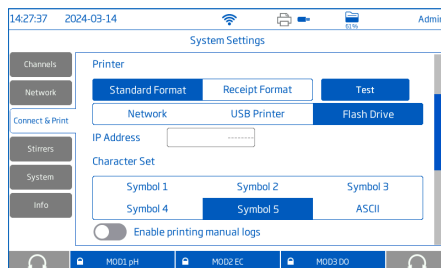 14:27:37 2024-03-14 61% Admin
System Settings
Channels
Network
Connect & Print
Stirrers
System
Info
Printer
Standard Format Receipt Format Test
Network USB Printer Flash Drive
IP Address --------
Character Set
Symbol 1 Symbol 2 Symbol 3
Symbol 4 Symbol 5 ASCII
Enable printing manual logs
MOD1 pH MOD2 EC MOD3 DO